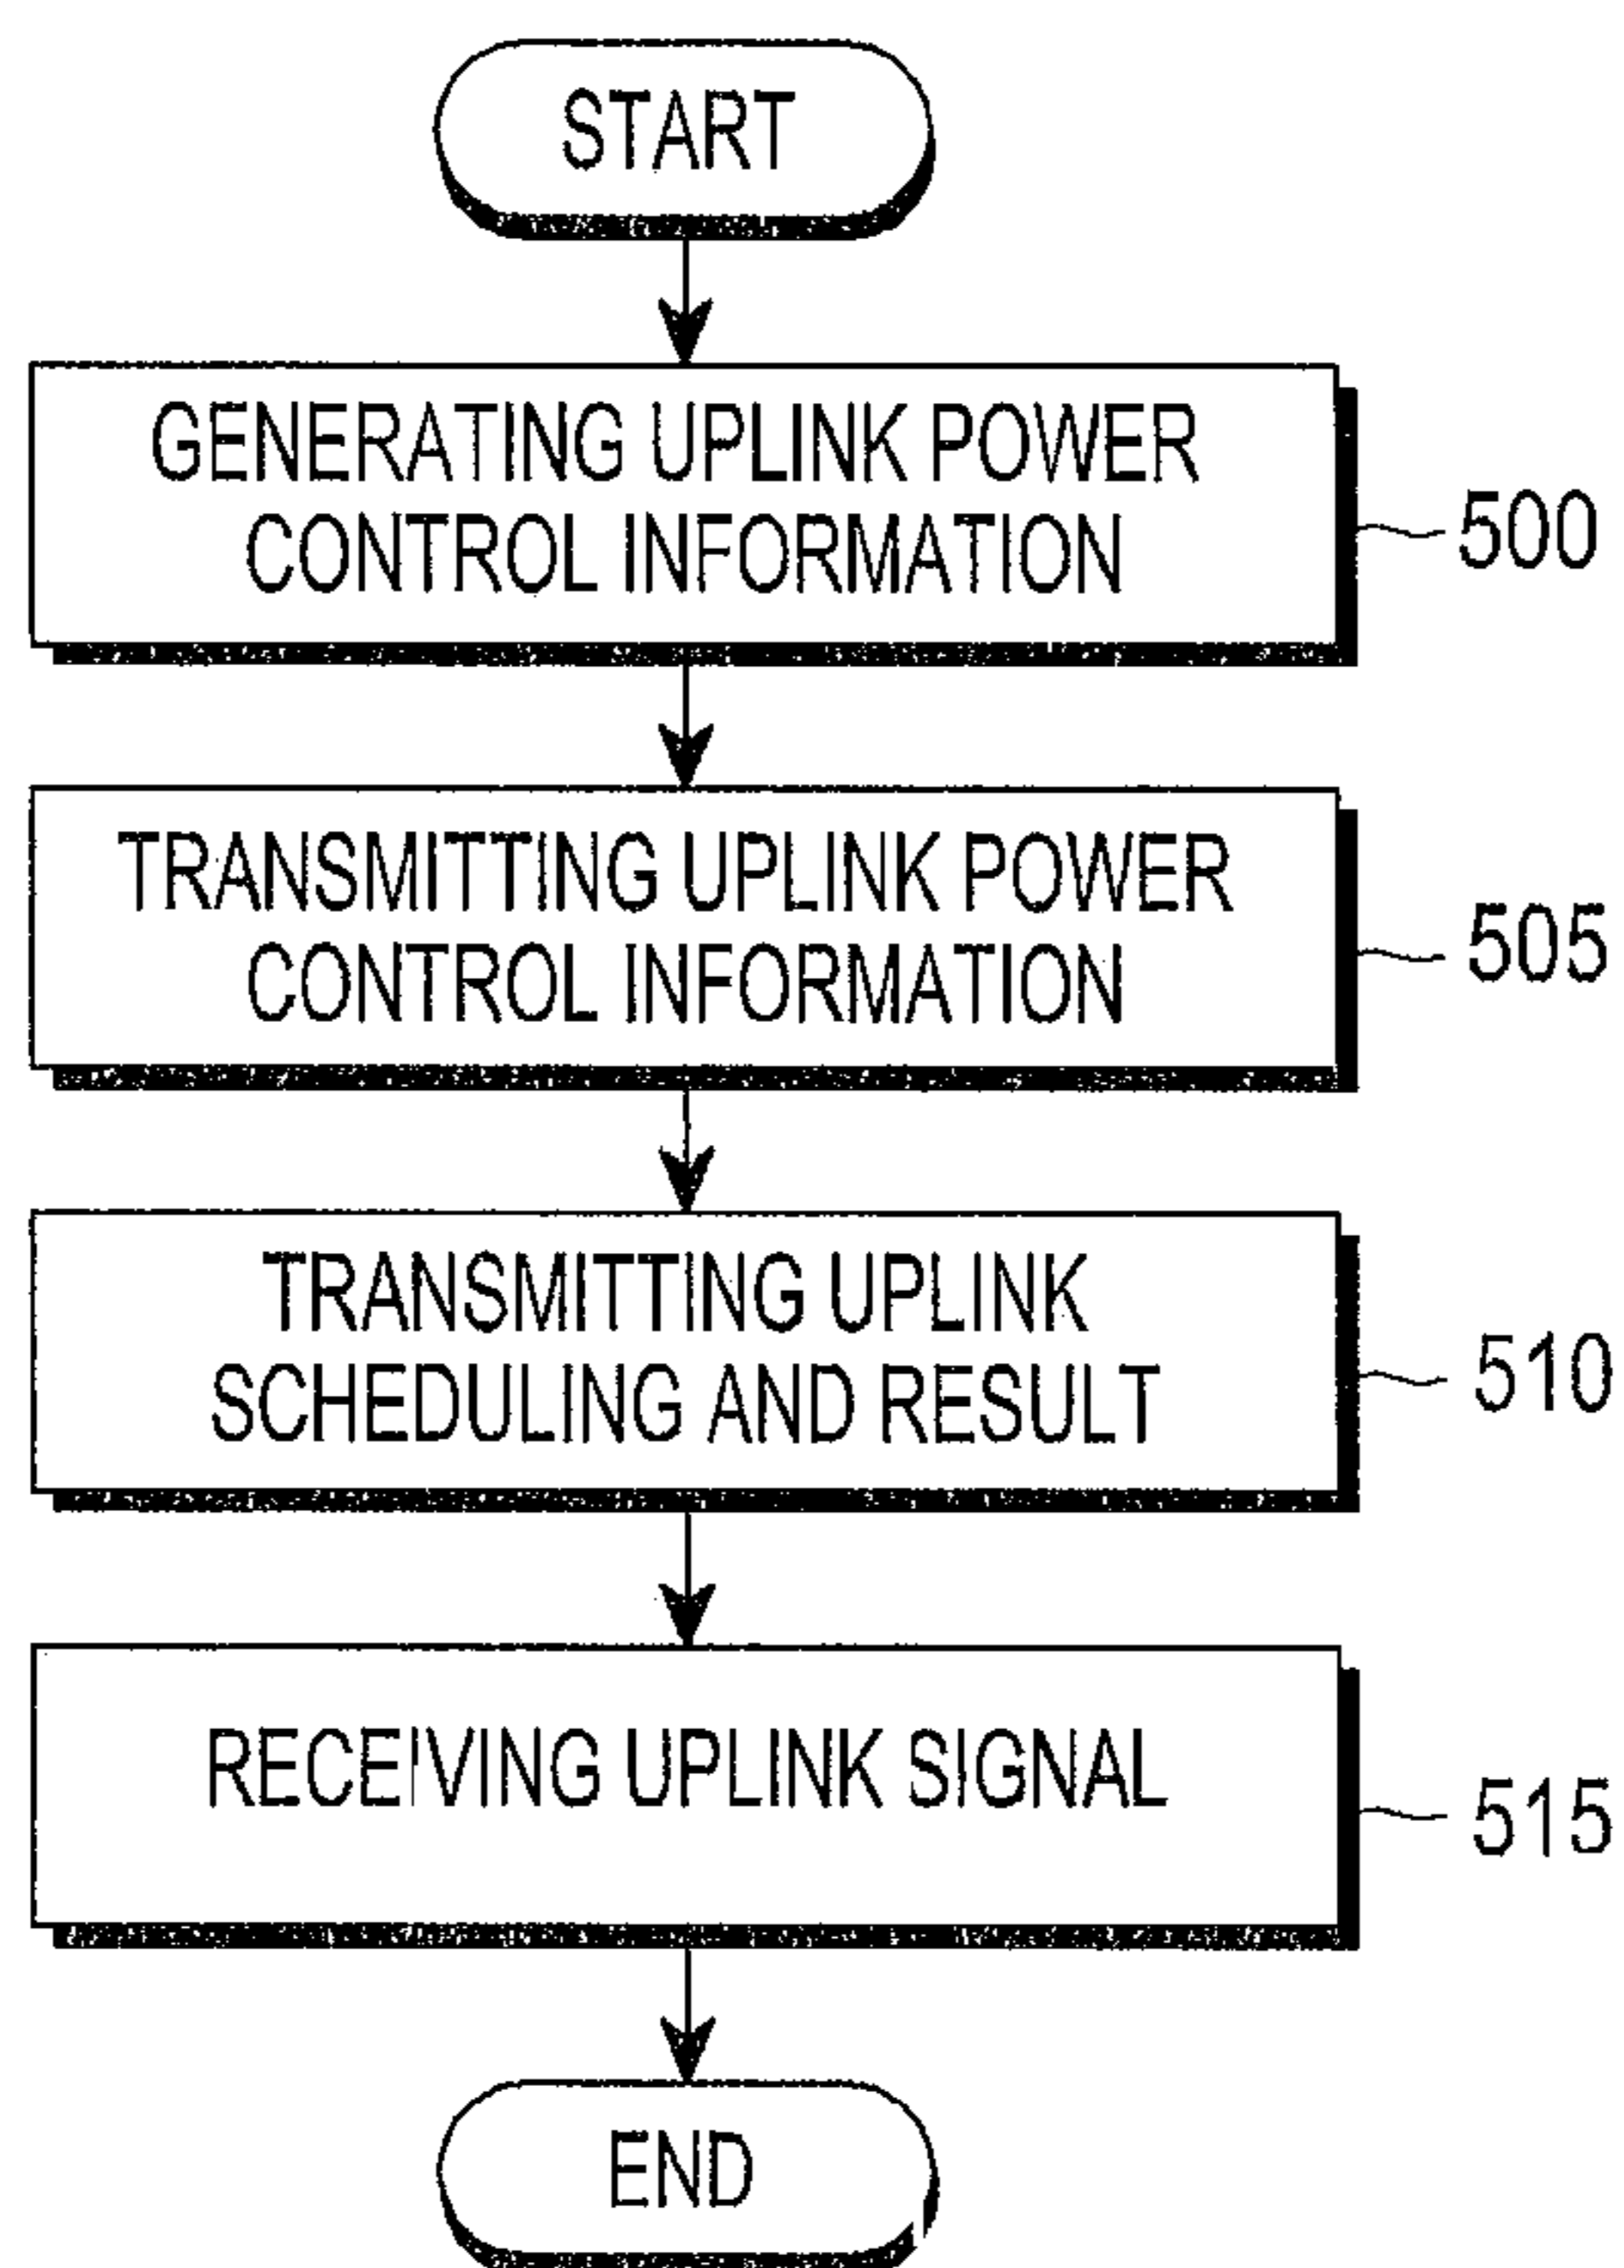 START
GENERATING UPLINK POWER
CONTROL INFORMATION
500
TRANSMITTING UPLINK POWER
CONTROL INFORMATION
505
TRANSMITTING UPLINK
SCHEDULING AND RESULT
510
RECEIVING UPLINK SIGNAL
515
END